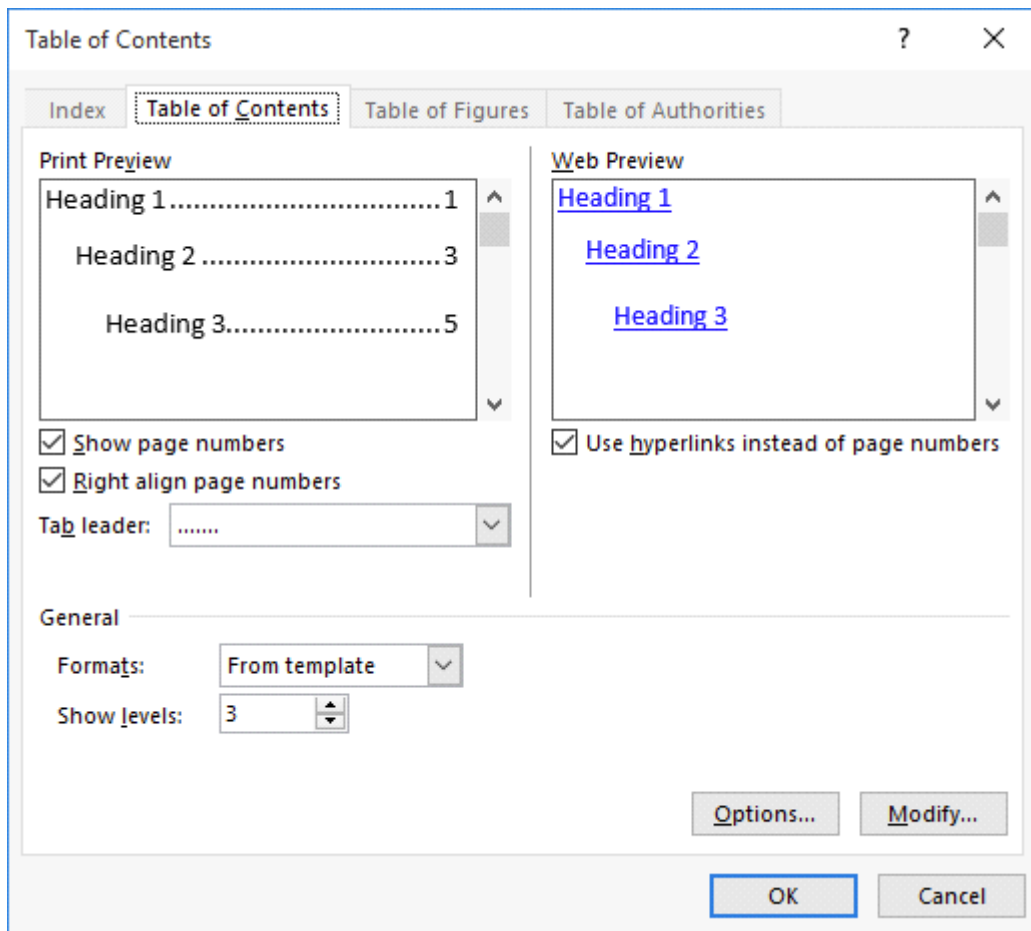 Table of Contents ?
Index Table of Contents Table of Figures Table of Authorities
Print Preview
Heading 1........................................1
Heading 2 ...................................3
Heading 3...............................5
Show page numbers
Right align page numbers
Tab leader: .......
Web Preview
Heading 1
Heading 2
Heading 3
Use hyperlinks instead of page numbers
General
Formats: From template
Show levels: 3
Options... Modify...
OK Cancel